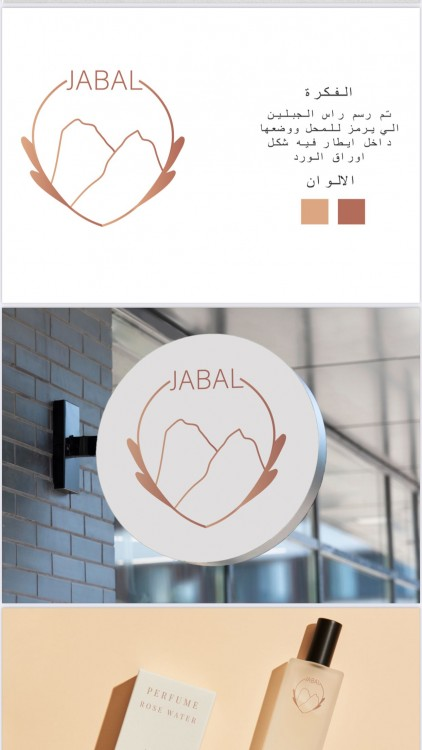 JABAL
الفكرة
تم رسم راس الجبلين
الي يرمز للمحل ووضعها
داخل ايطار فيه شكل
اوراق الورد
الالوان
JABAL
PERFUME
ROSE WATER
JABAL